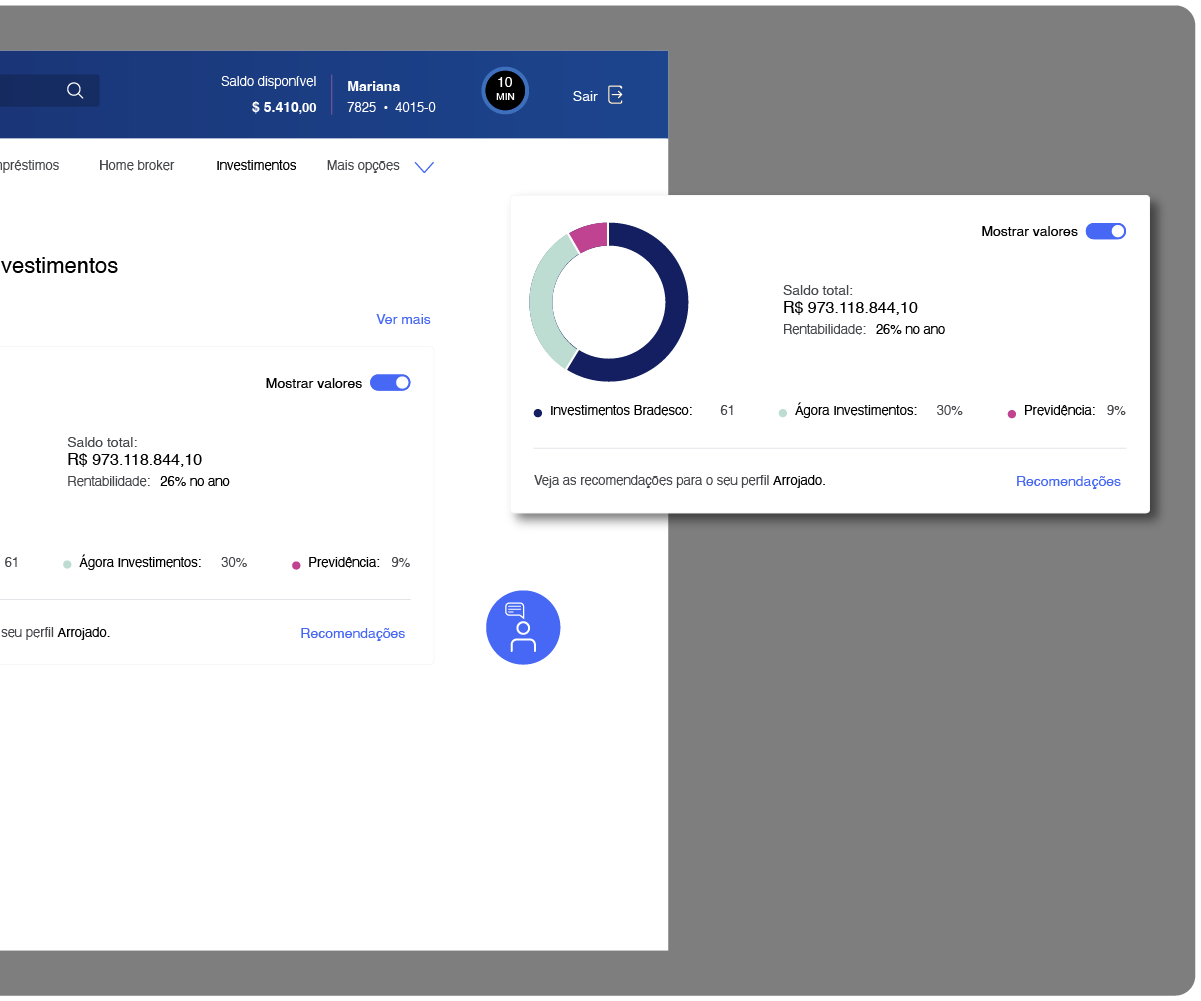 Saldo disponível
$ 5.410,00
Mariana
7825 • 4015-0
10
MIN
Sair
npréstimos
Home broker
Investimentos
Mais opções
vestimentos
Ver mais
Mostrar valores
Saldo total:
R$ 973.118.844,10
Rentabilidade: 26% no ano
61
Ágora Investimentos: 30%
Previdência: 9%
seu perfil Arrojado.
Recomendações
Mostrar valores
Saldo total:
R$ 973.118.844,10
Rentabilidade: 26% no ano
Investimentos Bradesco: 61
Ágora Investimentos: 30%
Previdência: 9%
Veja as recomendações para o seu perfil Arrojado.
Recomendações